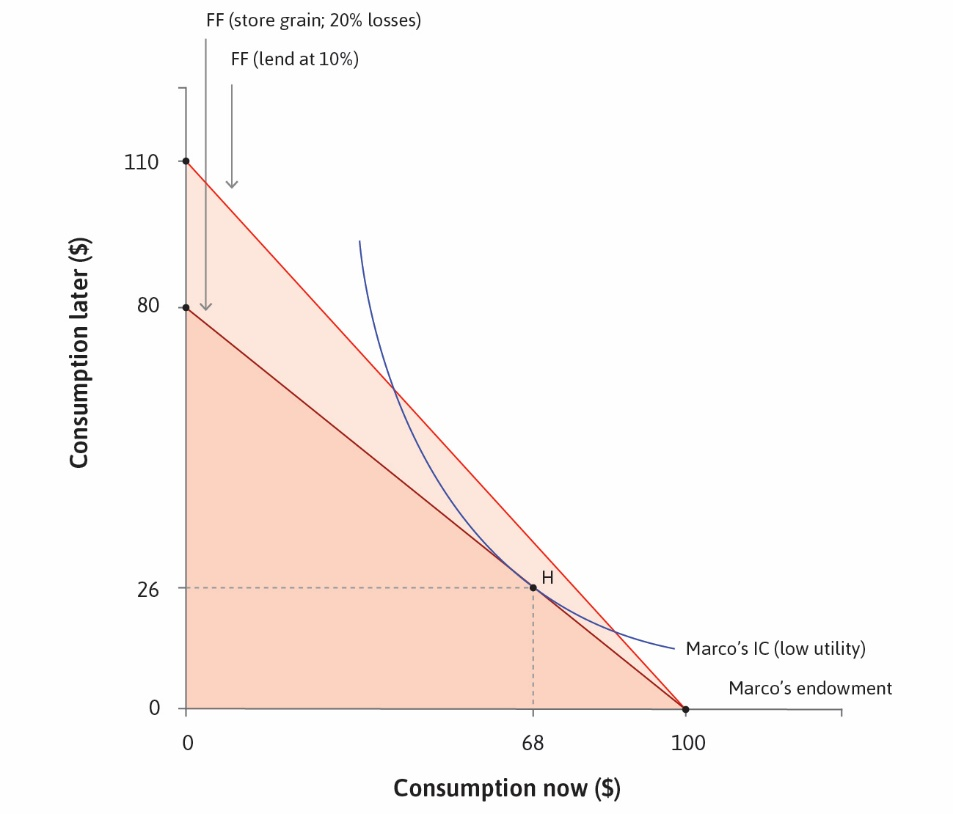 FF (store grain; 20% losses)
FF (lend at 10%)
110
80
26
0
Consumption later ($)
H
Marco's IC (low utility)
Marco's endowment
0
68
100
Consumption now ($)